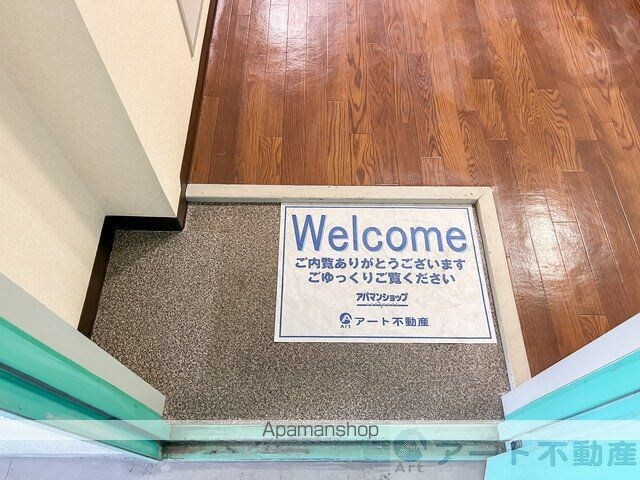 Welcome
ご内覧ありがとうございます
ごゆっくりご覧ください
アパマンショップ
Art アート不動産
Apamanshop
Art アート不動産